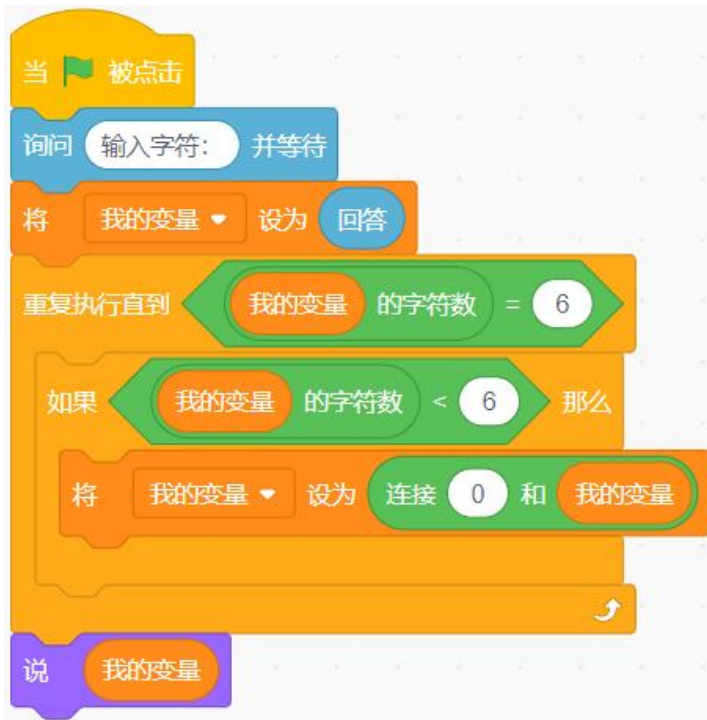 当 被点击
询问 输入字符: 并等待
将 我的变量 设为 回答
重复执行直到 我的变量 的字符数 = 6
如果 我的变量 的字符数 < 6 那么
将 我的变量 设为 连接 0 和 我的变量
说 我的变量